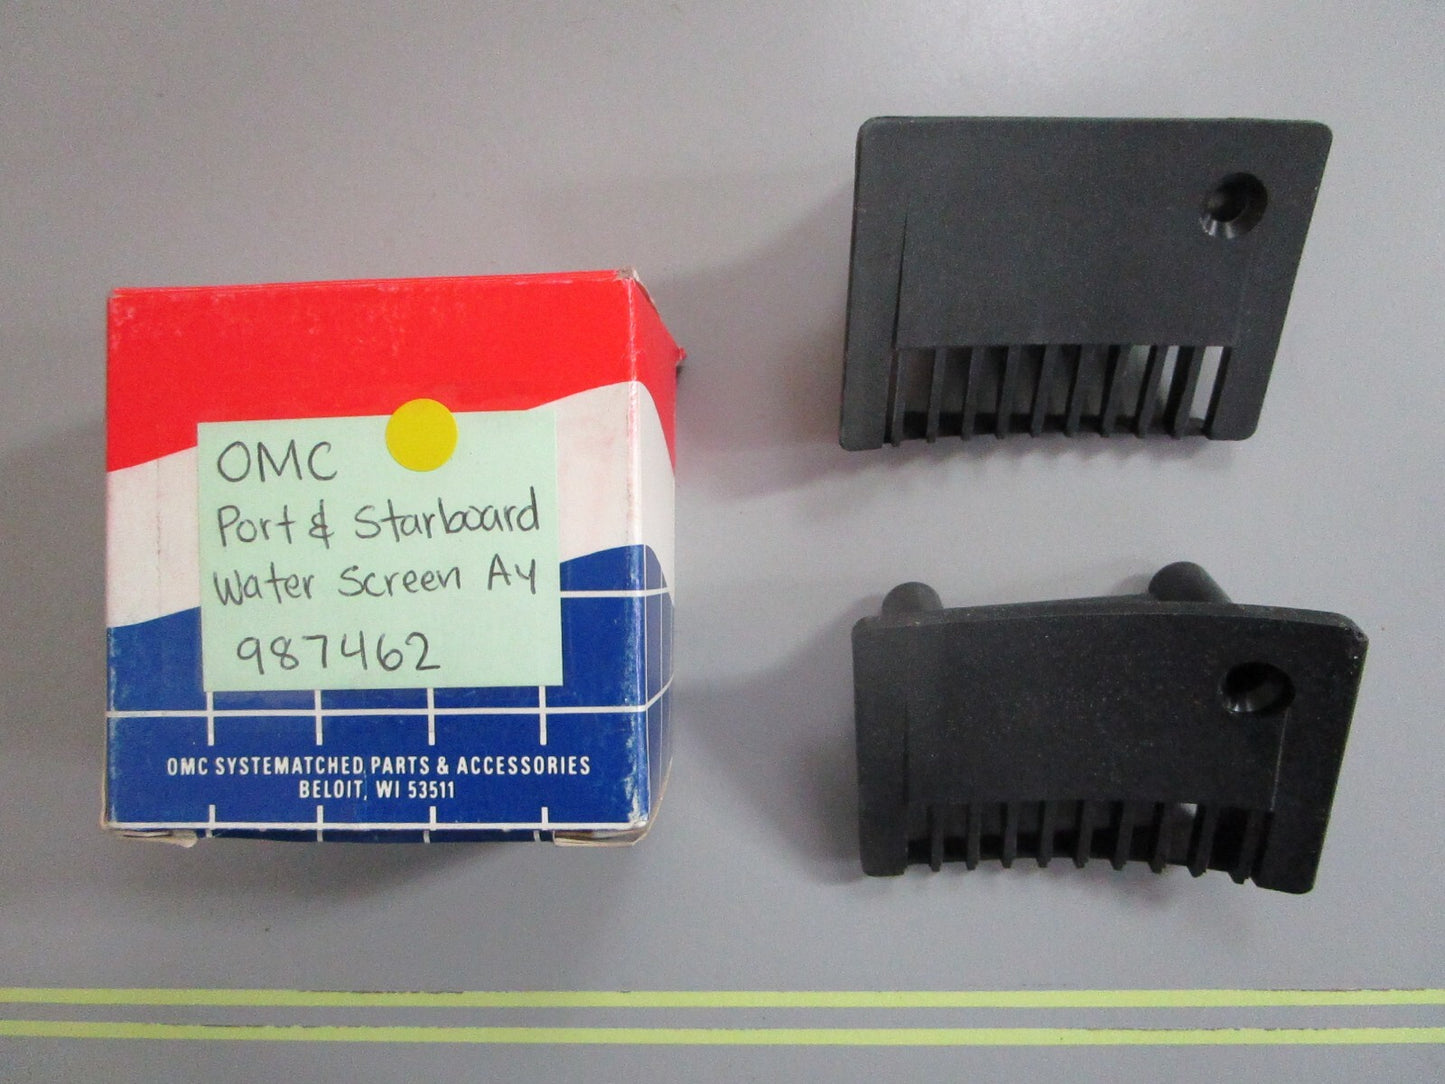 OMC
Port & Starboard
Water Screen Ay
987462
OMC SYSTEMATCHED PARTS & ACCESSORIES
BELOIT, WI 53511